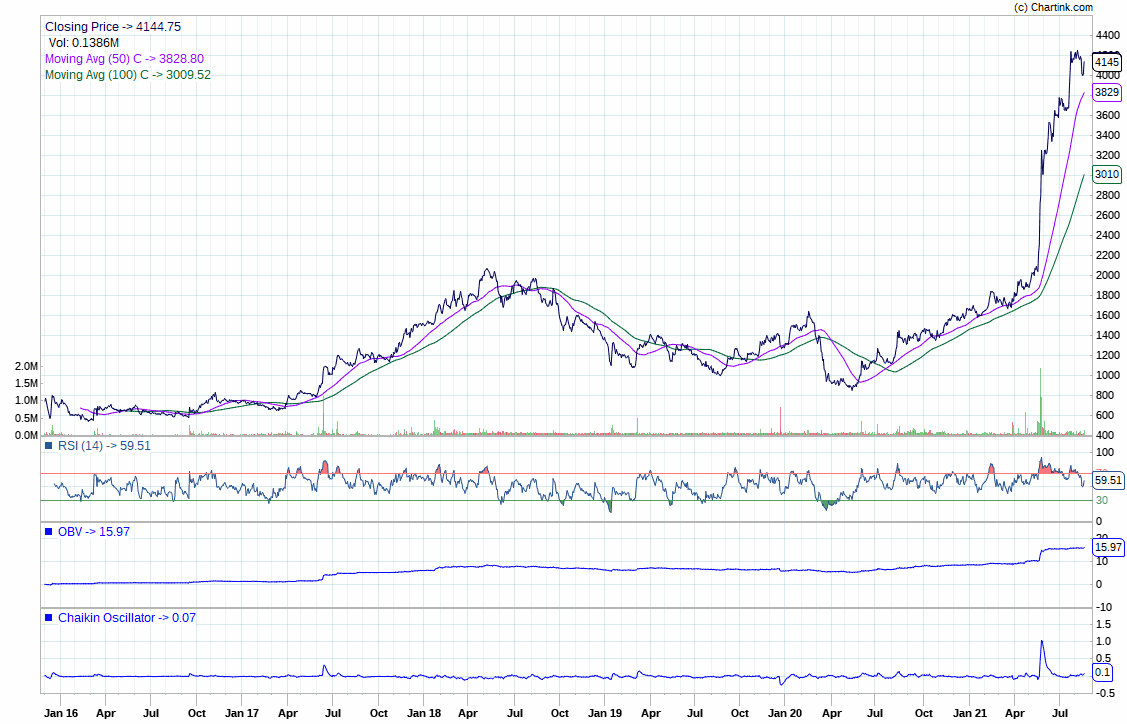 (c) Chartink.com
Closing Price -> 4144.75
Vol: 0.1386M
Moving Avg (50) C -> 3828.80
Moving Avg (100) C -> 3009.52
4400
4145
4000
3829
3600
3400
3200
3010
2800
2600
2400
2200
2000
1800
1600
1400
1200
1000
800
600
400
2.0M
1.5M
1.0M
0.5M
0.0M
RSI (14) -> 59.51
100
59.51
30
0
OBV -> 15.97
20
15.97
10
0
-10
Chaikin Oscillator -> 0.07
1.5
1.0
0.5
0.1
-0.5
Jan 16 Apr Jul Oct Jan 17 Apr Jul Oct Jan 18 Apr Jul Oct Jan 19 Apr Jul Oct Jan 20 Apr Jul Oct Jan 21 Apr Jul